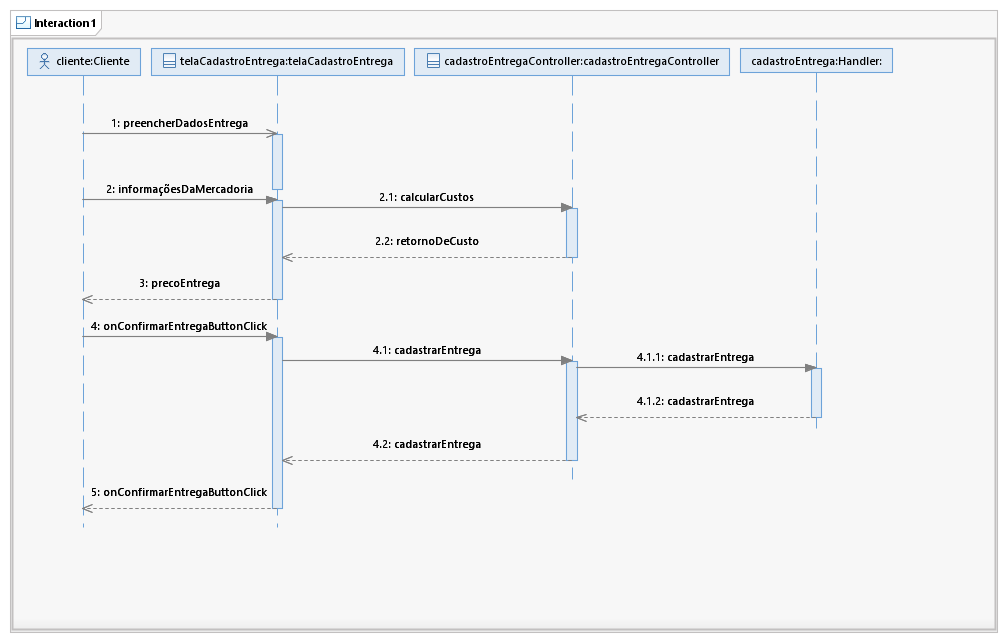 Interaction1
cliente:Cliente
telaCadastroEntrega:telaCadastroEntrega
cadastroEntregaController:cadastroEntregaController
cadastroEntrega:Handler:
1: preencherDadosEntrega
2: informaçõesDaMercadoria
2.1: calcularCustos
2.2: retornoDeCusto
3: precoEntrega
4: onConfirmarEntregaButtonClick
4.1: cadastrarEntrega
4.1.1: cadastrarEntrega
4.1.2: cadastrarEntrega
4.2: cadastrarEntrega
5: onConfirmarEntregaButtonClick